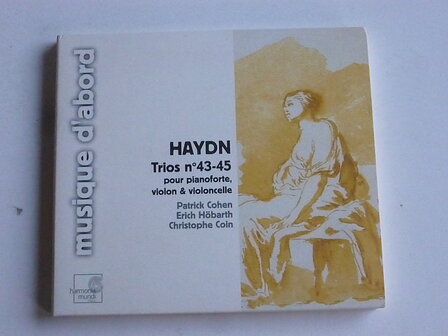 musique d'abord
HAYDN
Trios n°43-45
pour pianoforte,
violon & violoncelle
Patrick Cohen
Erich Höbarth
Christophe Coin
harmonia
mundi